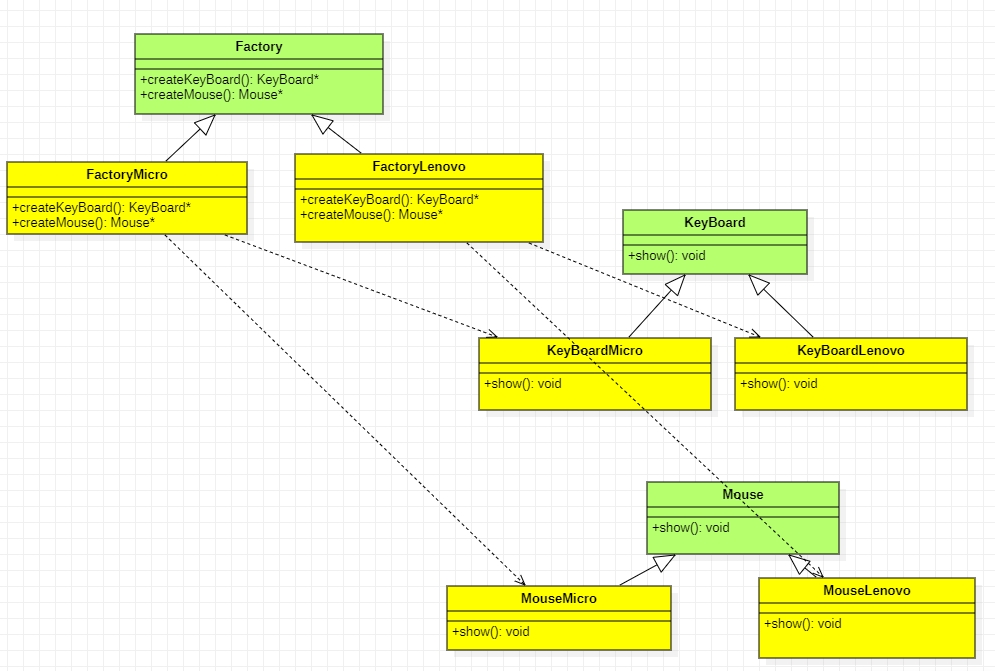 Factory
+createKeyBoard(): KeyBoard*
+createMouse(): Mouse*
FactoryMicro
+createKeyBoard(): KeyBoard*
+createMouse(): Mouse*
FactoryLenovo
+createKeyBoard(): KeyBoard*
+createMouse(): Mouse*
KeyBoard
+show(): void
KeyBoardMicro
+show(): void
KeyBoardLenovo
+show(): void
Mouse
+show(): void
MouseMicro
+show(): void
MouseLenovo
+show(): void